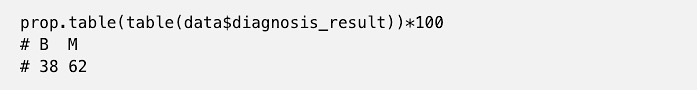 prop.table(table(data$diagnosis_result))*100
# B  M
# 38 62